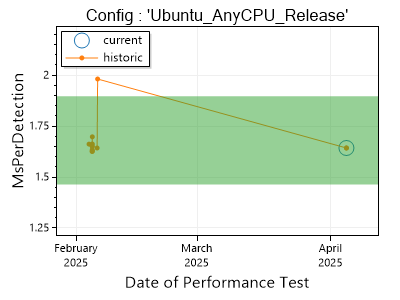 Config : 'Ubuntu_AnyCPU_Release'
current
historic
MsPerDetection
2
1.75
1.5
1.25
February
2025
March
2025
April
2025
Date of Performance Test